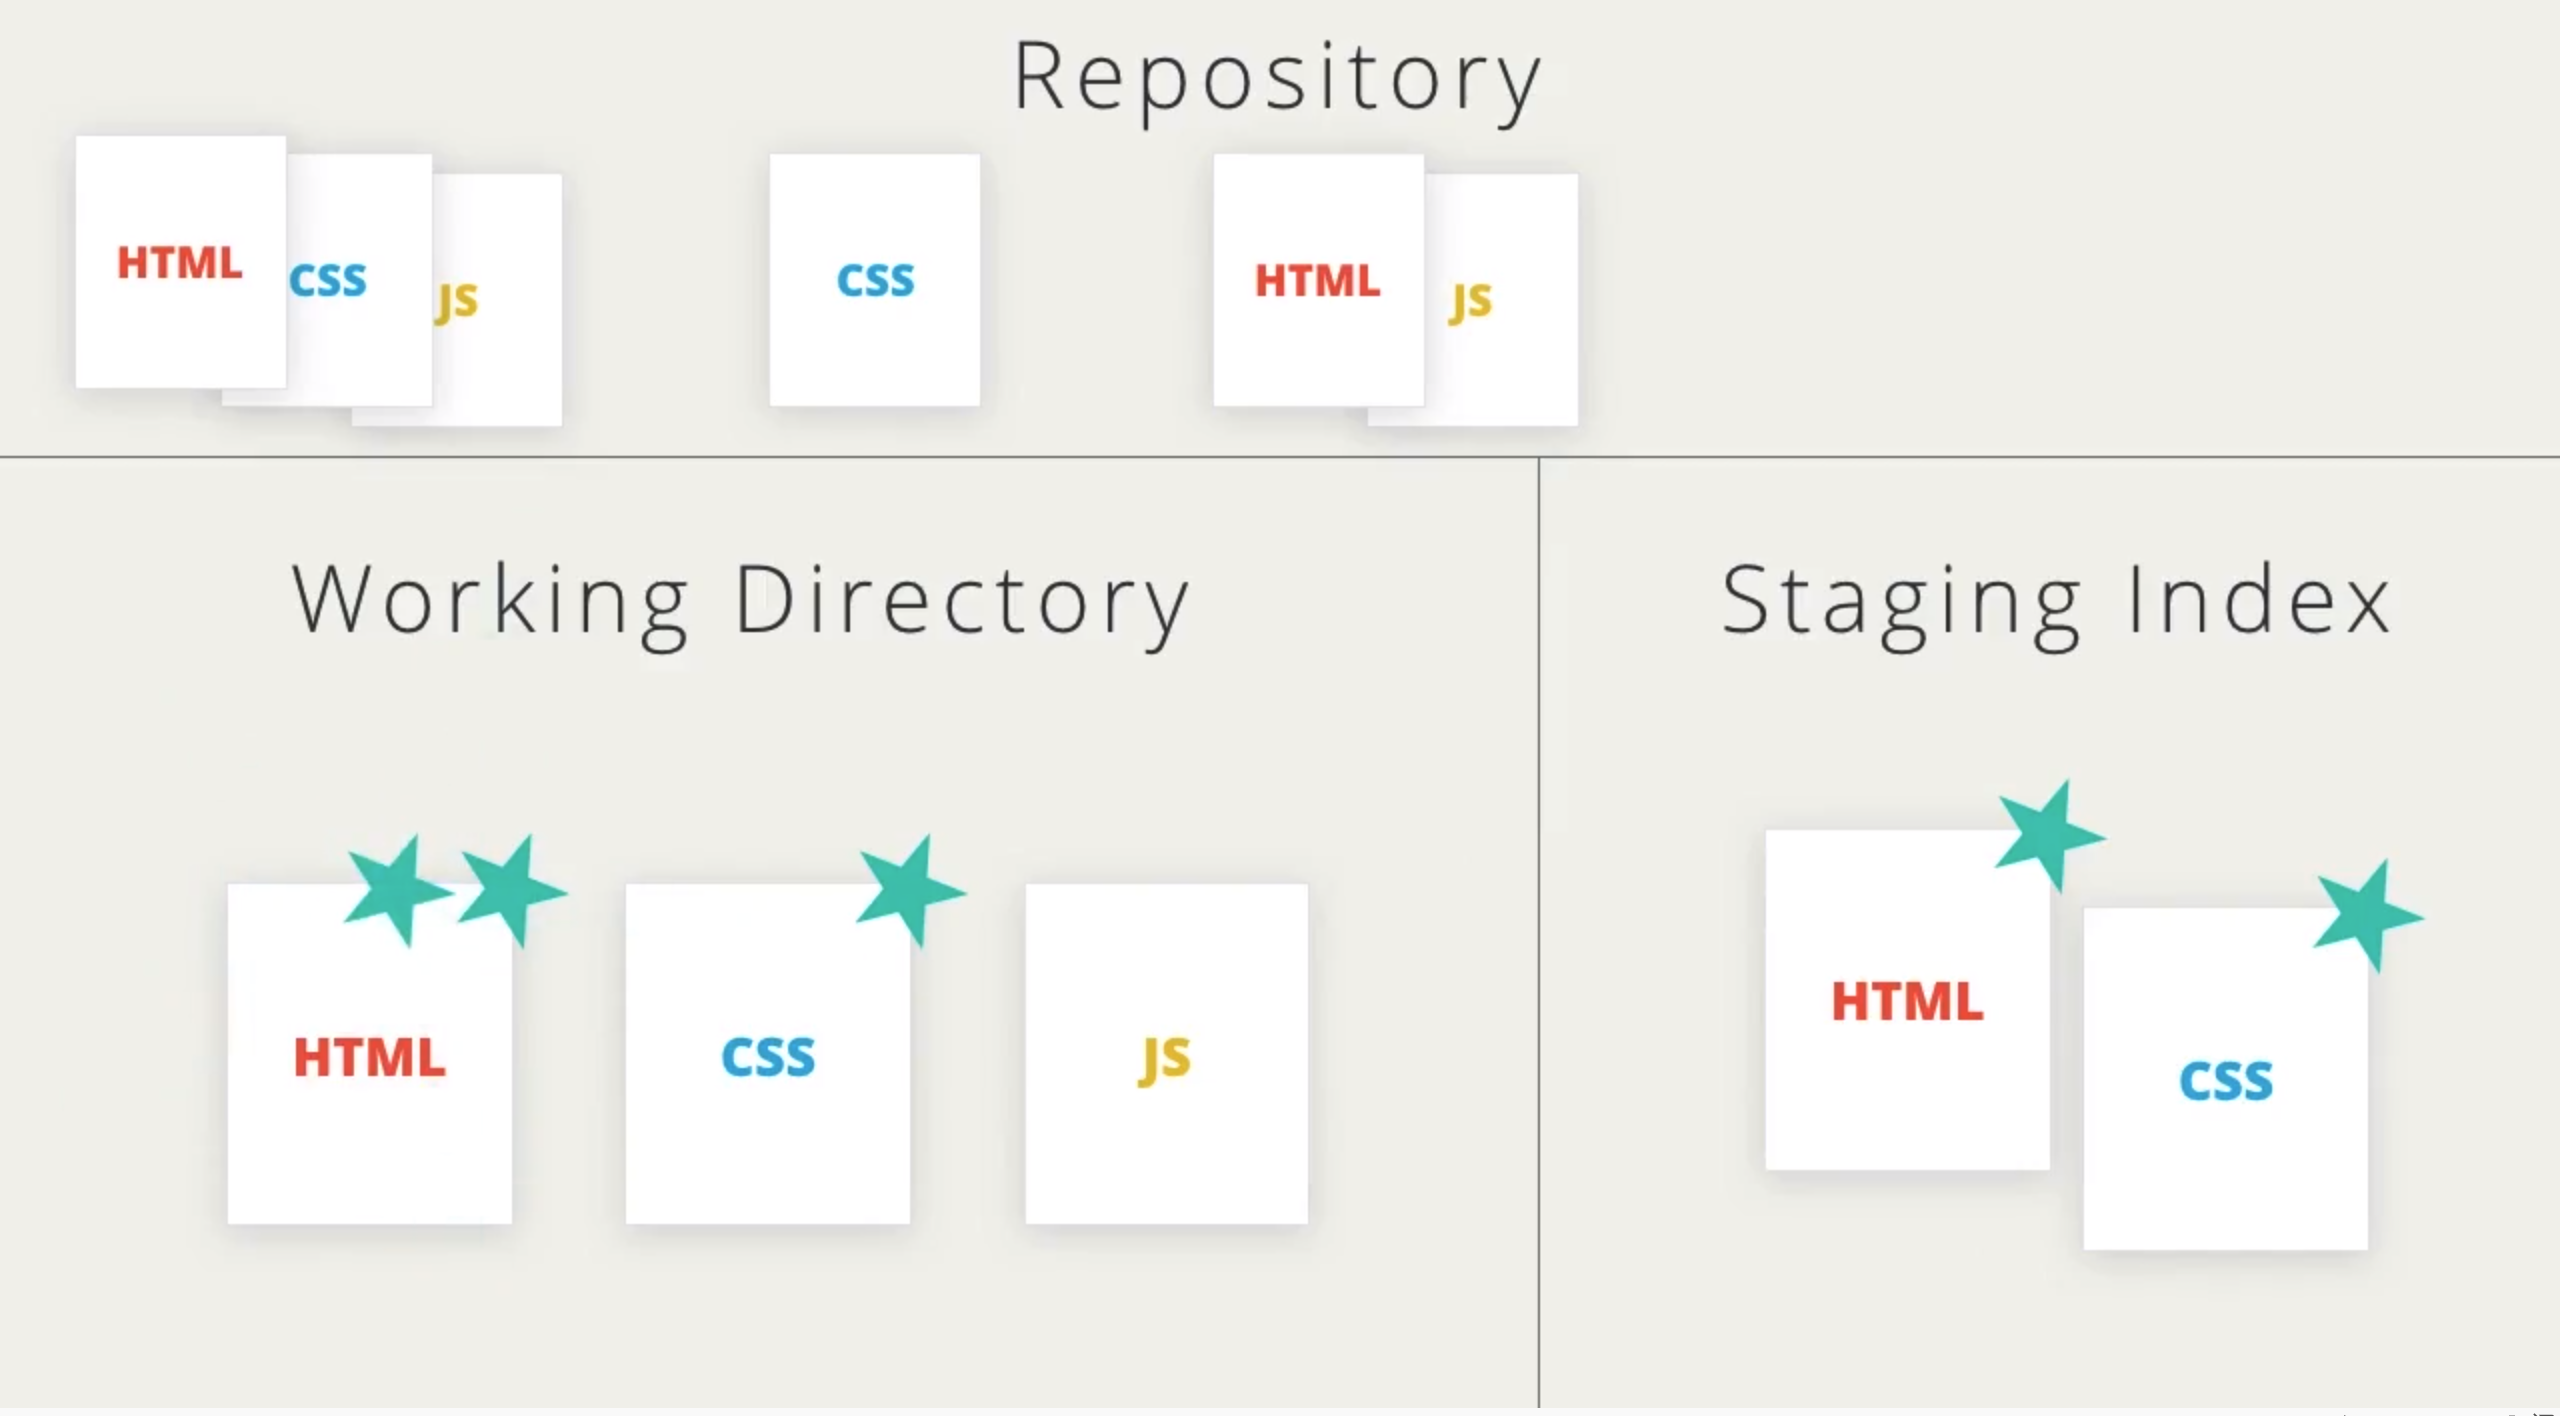 Repository
HTML CSS JS CSS HTML JS
Working Directory
Staging Index
HTML CSS JS
HTML
CSS